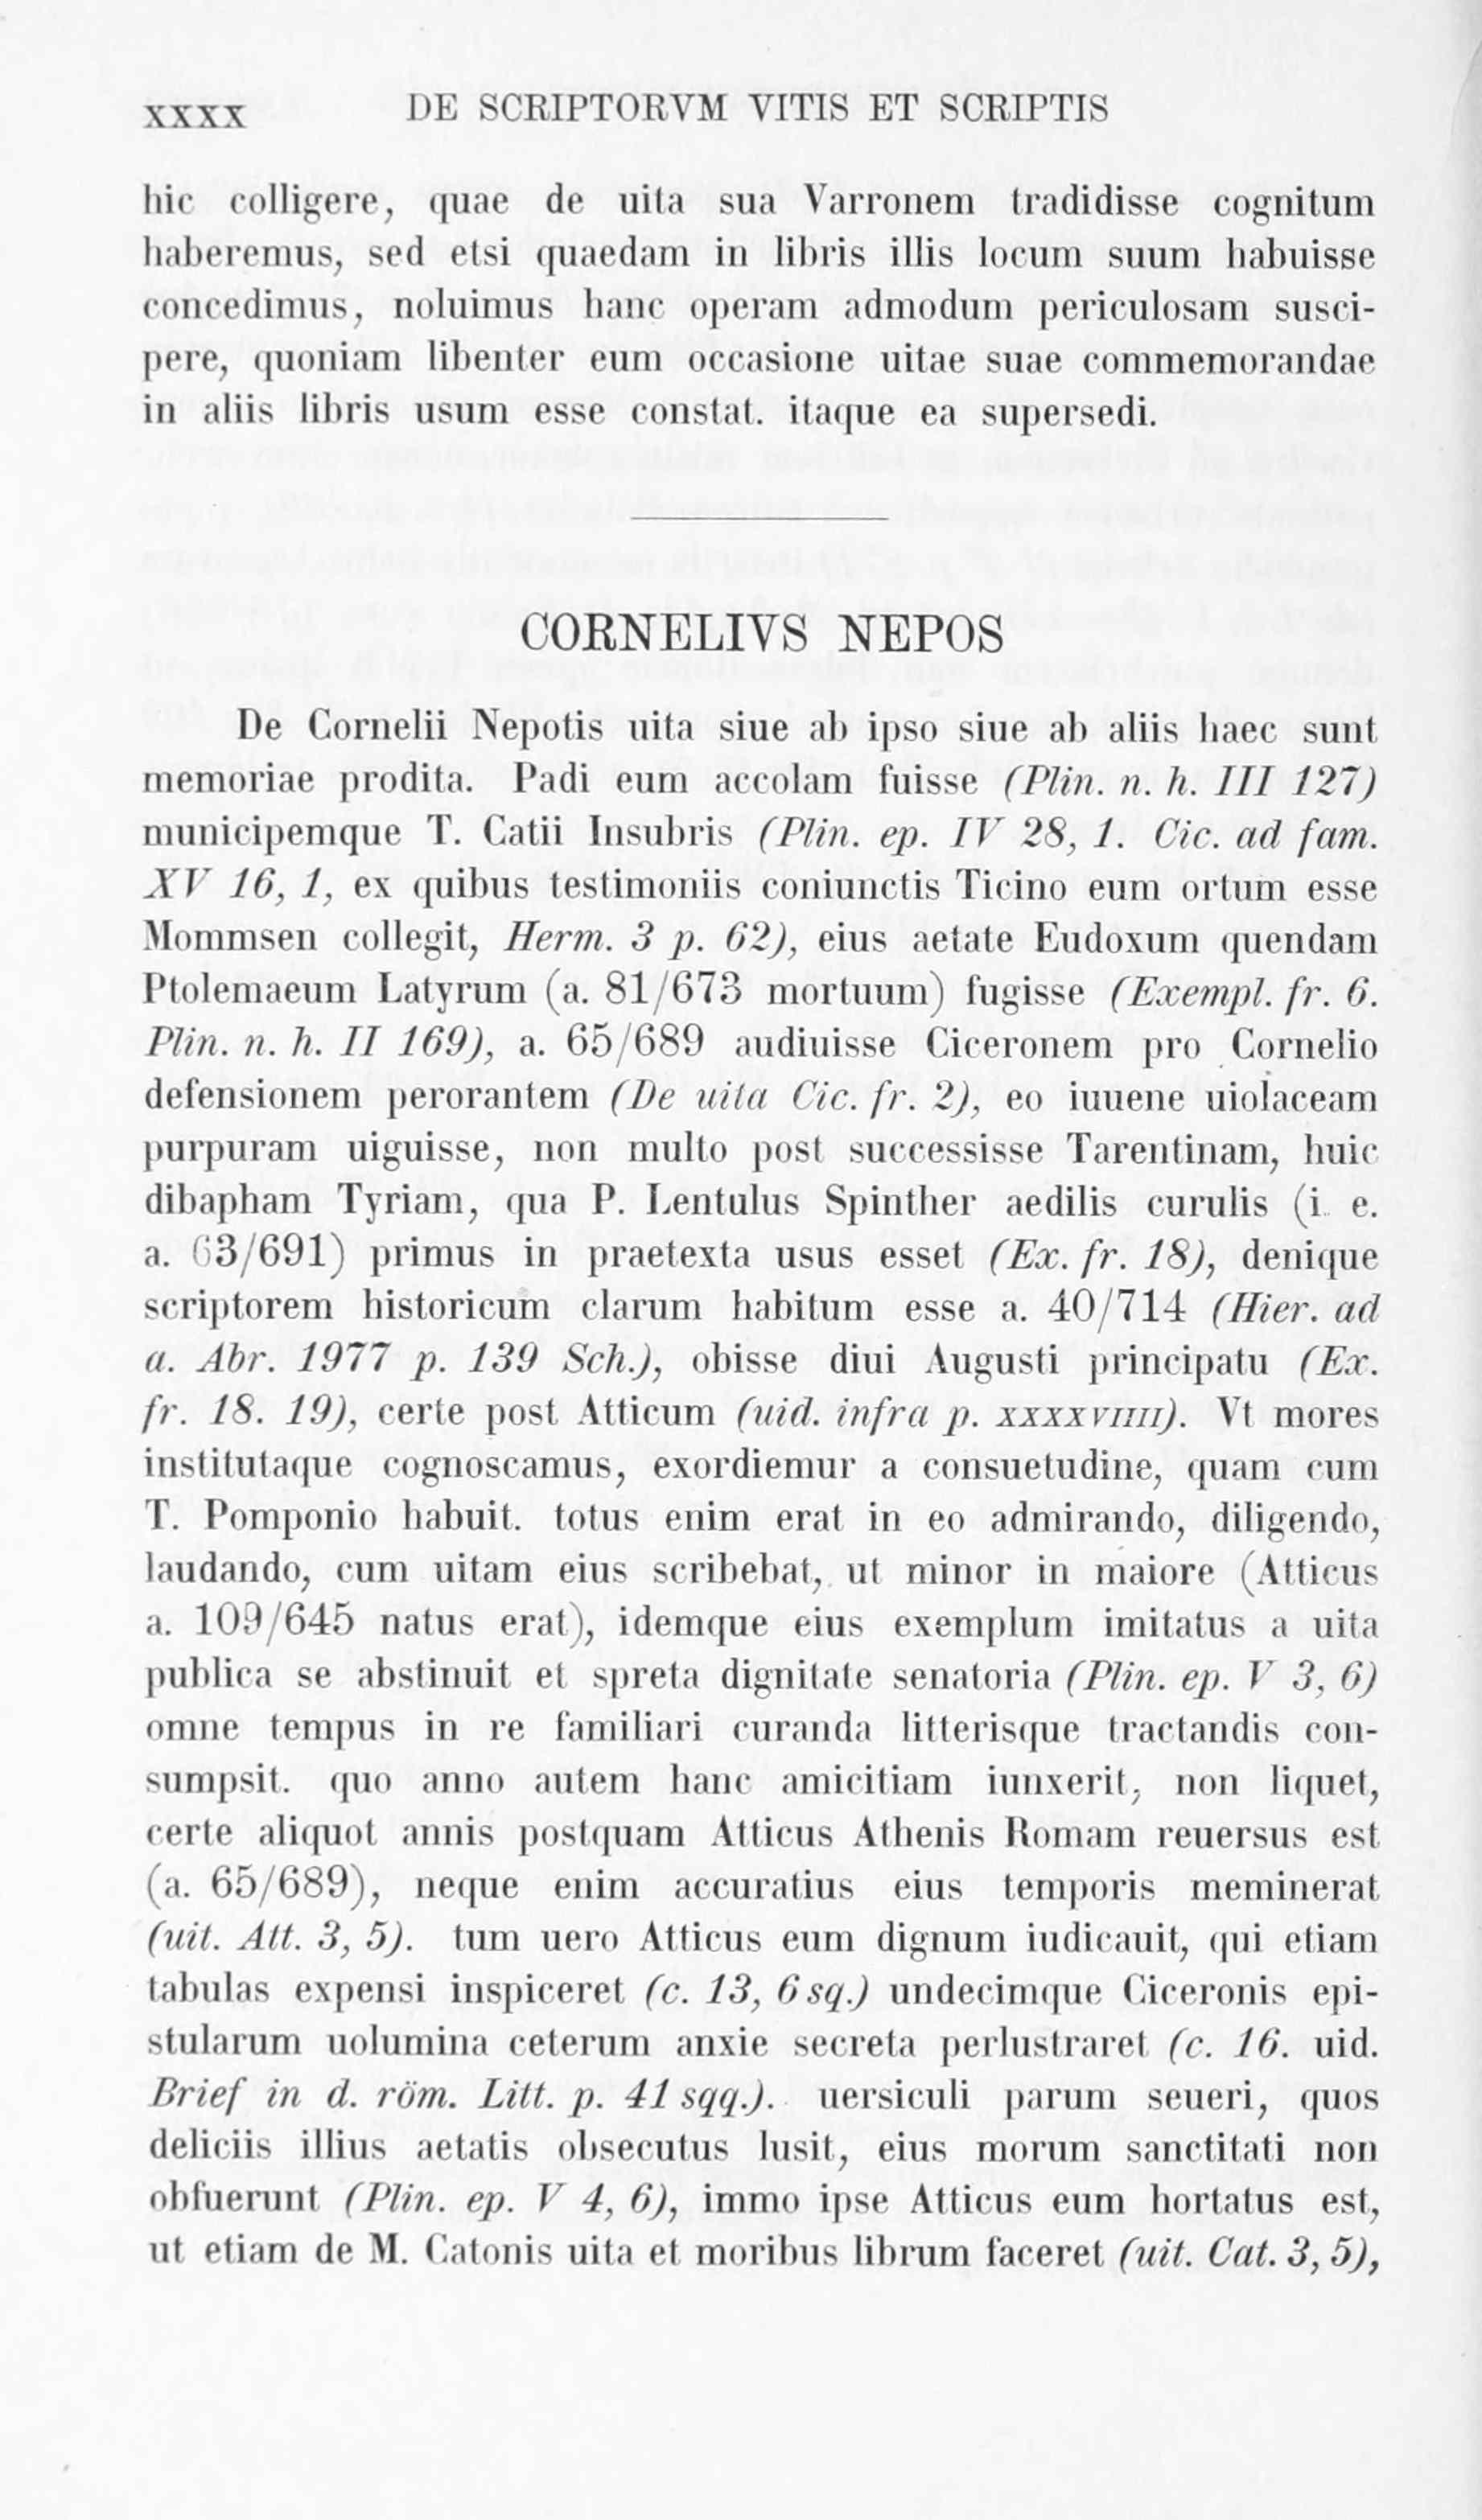 xxxx DE SCRIPTORVM VITIS ET SCRIPTIS
hic colligere, quae de uita sua Varronem tradidisse cognitum
haberemus, sed etsi quaedam in libris illis locum suum habuisse
concedimus, noluimus hanc operam admodum periculosam susci-
pere, quoniam libenter eum occasione uitae suae commemorandae
in aliis libris usum esse constat. itaque ea supersedi.
CORNELIVS NEPOS
De Cornelii Nepotis uita siue ab ipso siue ab aliis haec sunt
memoriae prodita. Padi eum accolam fuisse (Plin. n. h. III 127)
municipemque T. Catii Insubris (Plin. ep. IV 28, 1. Cic. ad fam.
XV 16, 1, ex quibus testimoniis coniunctis Ticino eum ortum esse
Mommsen collegit, Herm. 3 p. 62), eius aetate Eudoxum quendam
Ptolemaeum Latyrum (a. 81/673 mortuum) fugisse (Exempl. fr. 6.
Plin. n. h. II 169), a. 65/689 audiuisse Ciceronem pro Cornelio
defensionem perorantem (De uita Cic. fr. 2), eo iuuene uiolaceam
purpuram uiguisse, non multo post successisse Tarentinam, huic
dibapham Tyriam, qua P. Lentulus Spinther aedilis curulis (i. e.
a. 63/691) primus in praetexta usus esset (Ex. fr. 18), denique
scriptorem historicum clarum habitum esse a. 40/714 (Hier. ad
a. Abr. 1977 p. 139 Sch.), obisse diui Augusti principatu (Ex.
fr. 18. 19), certe post Atticum (uid. infra p. xxxxviiii). Vt mores
institutaque cognoscamus, exordiemur a consuetudine, quam cum
T. Pomponio habuit. totus enim erat in eo admirando, diligendo,
laudando, cum uitam eius scribebat, ut minor in maiore (Atticus
a. 109/645 natus erat), idemque eius exemplum imitatus a uita
publica se abstinuit et spreta dignitate senatoria (Plin. ep. V 3, 6)
omne tempus in re familiari curanda litterisque tractandis con-
sumpsit. quo anno autem hanc amicitiam iunxerit, non liquet,
certe aliquot annis postquam Atticus Athenis Romam reuersus est
(a. 65/689), neque enim accuratius eius temporis meminerat
(uit. Att. 3, 5). tum uero Atticus eum dignum iudicauit, qui etiam
tabulas expensi inspiceret (c. 13, 6 sq.) undecimque Ciceronis epi-
stularum uolumina ceterum anxie secreta perlustraret (c. 16. uid.
Brief in d. röm. Litt. p. 41 sqq.). uersiculi parum seueri, quos
deliciis illius aetatis obsecutus lusit, eius morum sanctitati non
obfuerunt (Plin. ep. V 4, 6), immo ipse Atticus eum hortatus est,
ut etiam de M. Catonis uita et moribus librum faceret (uit. Cat. 3, 5),